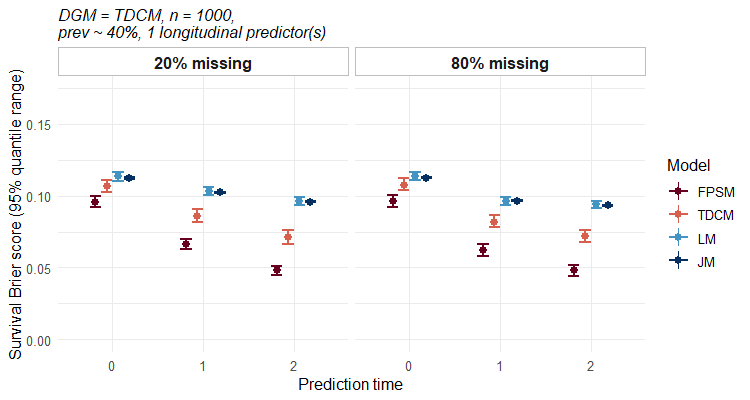 DGM = TDCM, n = 1000,
prev ~ 40%, 1 longitudinal predictor(s)
20% missing
80% missing
Survival Brier score (95% quantile range)
0.15
0.10
0.05
0.00
0
1
2
0
1
2
Prediction time
Model
FPSM
TDCM
LM
JM